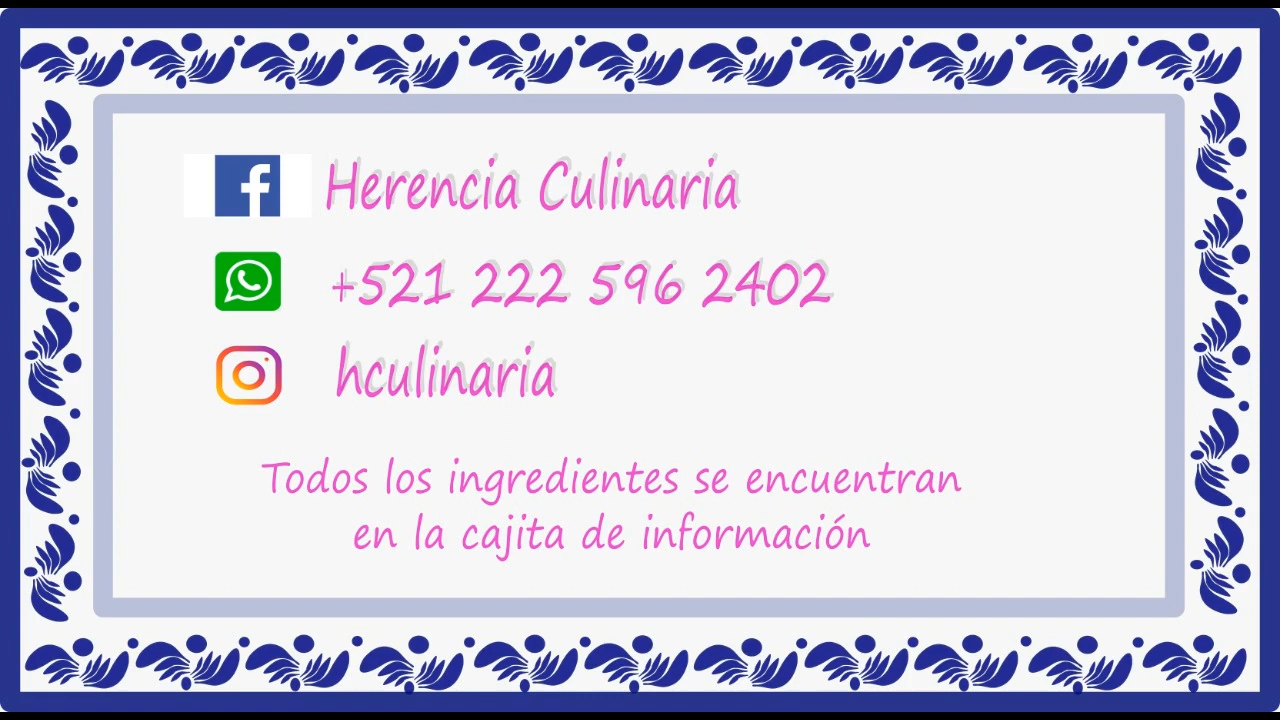 Herencia Culinaria
+521 222 596 2402
hculinaria
Todos los ingredientes se encuentran
en la cajita de información